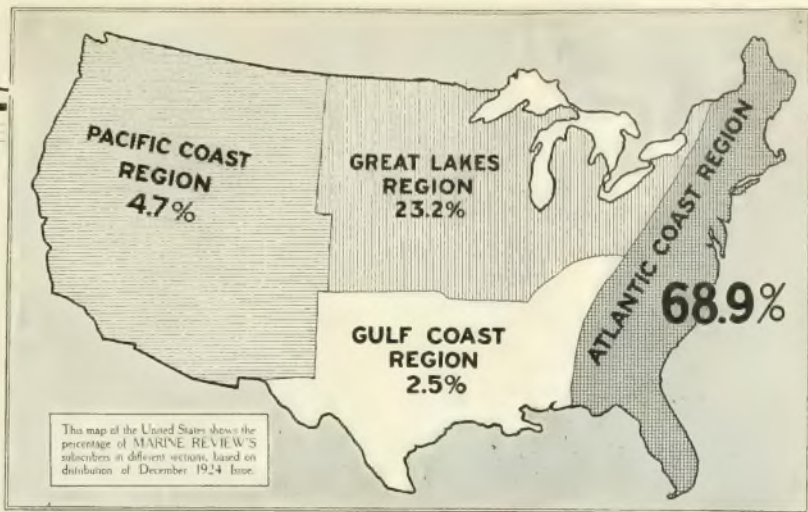 PACIFIC COAST
REGION
4.7%
GREAT LAKES
REGION
23.2%
ATLANTIC COAST REGION
68.9%
GULF COAST
REGION
2.5%
This map of the United States shows the
percentage of MARINE REVIEW'S
subscribers in different sections, based on
distribution of December 1924 Issue.